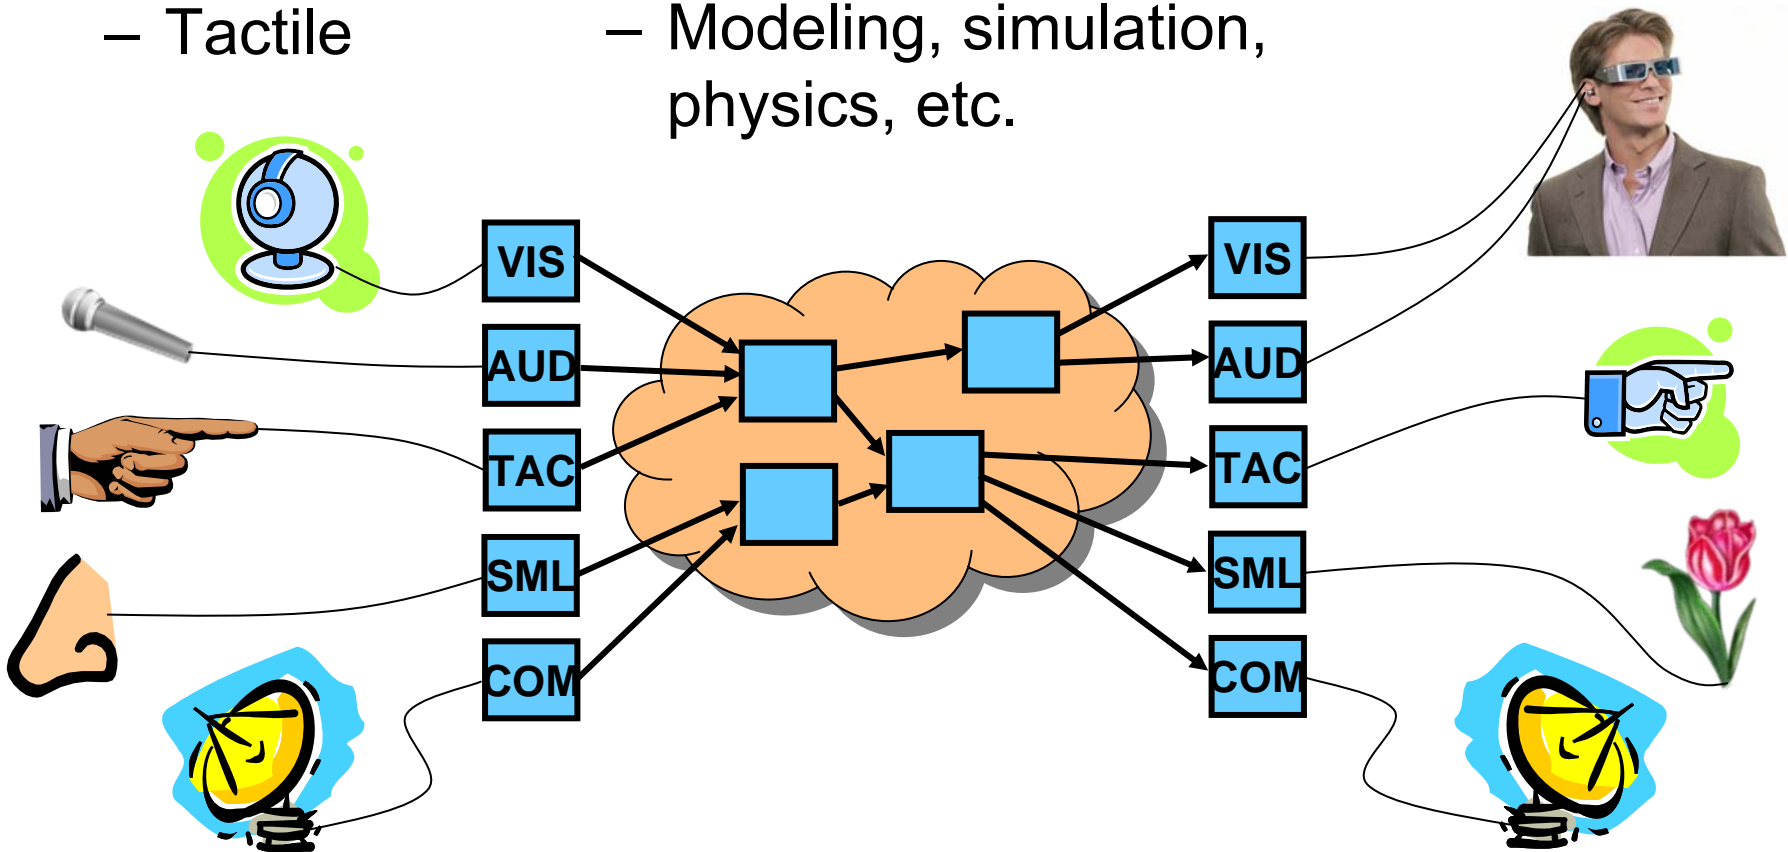 – Tactile
– Modeling, simulation,
physics, etc.
VIS
AUD
TAC
SML
COM
VIS
AUD
TAC
SML
COM